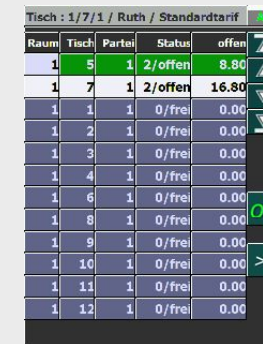 Tisch : 1/7/1 / Ruth / Standardtarif
Raum Tisch Partei Status offen
1 5 1 2/offen 8.80
1 7 1 2/offen 16.80
1 1 1 0/frei 0.00
1 2 1 0/frei 0.00
1 3 1 0/frei 0.00
1 4 1 0/frei 0.00
1 6 1 0/frei 0.00
1 8 1 0/frei 0.00
1 9 1 0/frei 0.00
1 10 1 0/frei 0.00
1 11 1 0/frei 0.00
1 12 1 0/frei 0.00
>